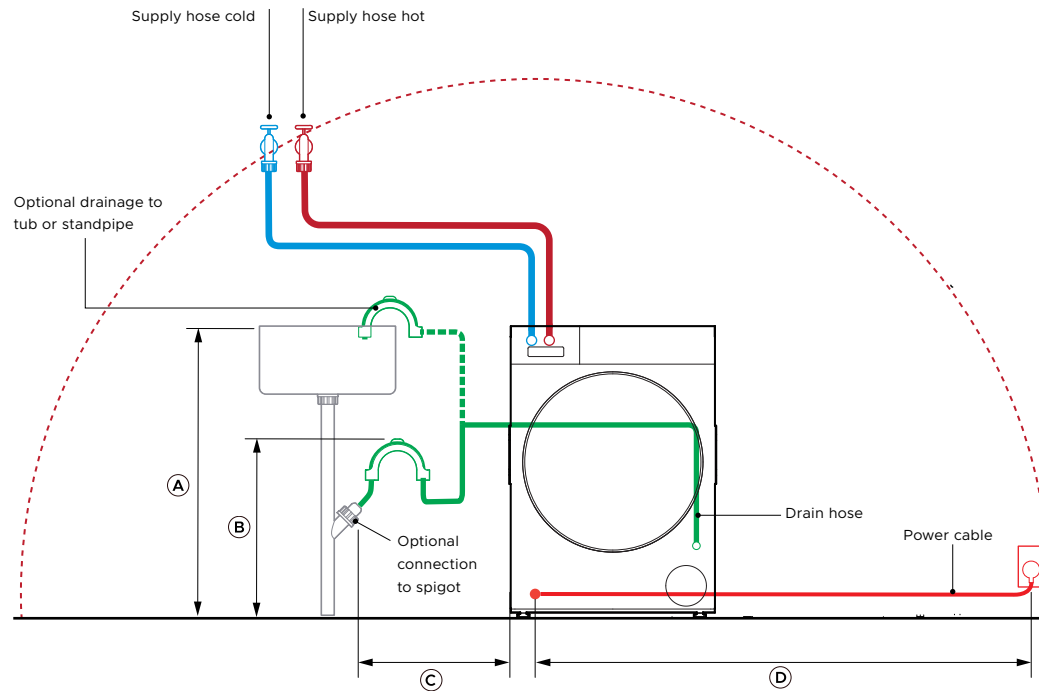 Supply hose cold
Supply hose hot
Optional drainage to
tub or standpipe
A
B
Optional
connection
to spigot
Drain hose
Power cable
C
D